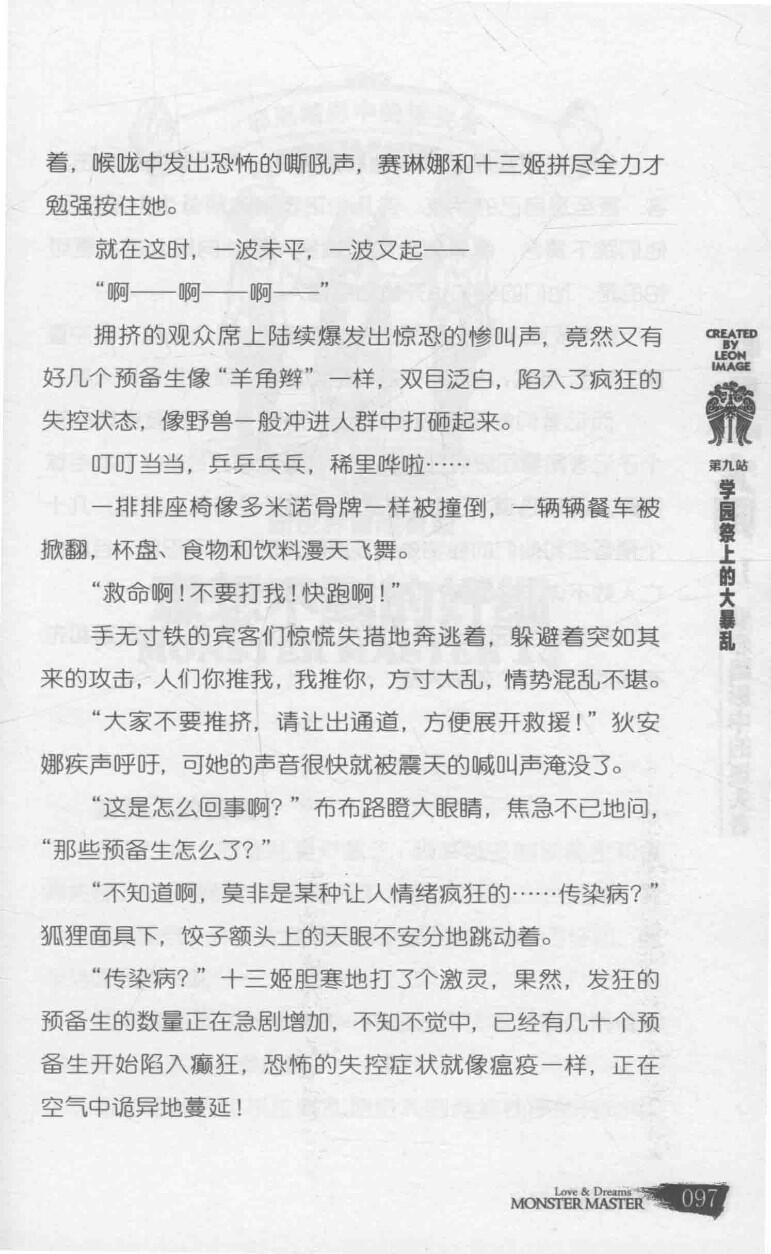 着，喉咙中发出恐怖的嘶吼声，赛琳娜和十三姬拼尽全力才
勉强按住她。
就在这时，一波未平，一波又起——
“啊——啊——啊——”
拥挤的观众席上陆续爆发出惊恐的惨叫声，竟然又有
好几个预备生像“羊角辫”一样，双目泛白，陷入了疯狂的
失控状态，像野兽一般冲进人群中打砸起来。
叮叮当当，乒乒乓乓，稀里哗啦……
一排排座椅像多米诺骨牌一样被撞倒，一辆辆餐车被
掀翻，杯盘、食物和饮料漫天飞舞。
“救命啊！不要打我！快跑啊！”
手无寸铁的宾客们惊慌失措地奔逃着，躲避着突如其
来的攻击，人们你推我，我推你，方寸大乱，情势混乱不堪。
“大家不要推挤，请让出通道，方便展开救援！”狄安
娜疾声呼吁，可她的声音很快就被震天的喊叫声淹没了。
“这是怎么回事啊？”布布路瞪大眼睛，焦急不已地问，
“那些预备生怎么了？”
“不知道啊，莫非是某种让人情绪疯狂的……传染病？”
狐狸面具下，饺子额头上的天眼不安分地跳动着。
“传染病？”十三姬胆寒地打了个激灵，果然，发狂的
预备生的数量正在急剧增加，不知不觉中，已经有几十个预
备生开始陷入癫狂，恐怖的失控症状就像瘟疫一样，正在
空气中诡异地蔓延！
CREATED
BY
LEON
IMAGE
第九站
学园祭上的大暴乱
Love & Dreams
MONSTER MASTER
097